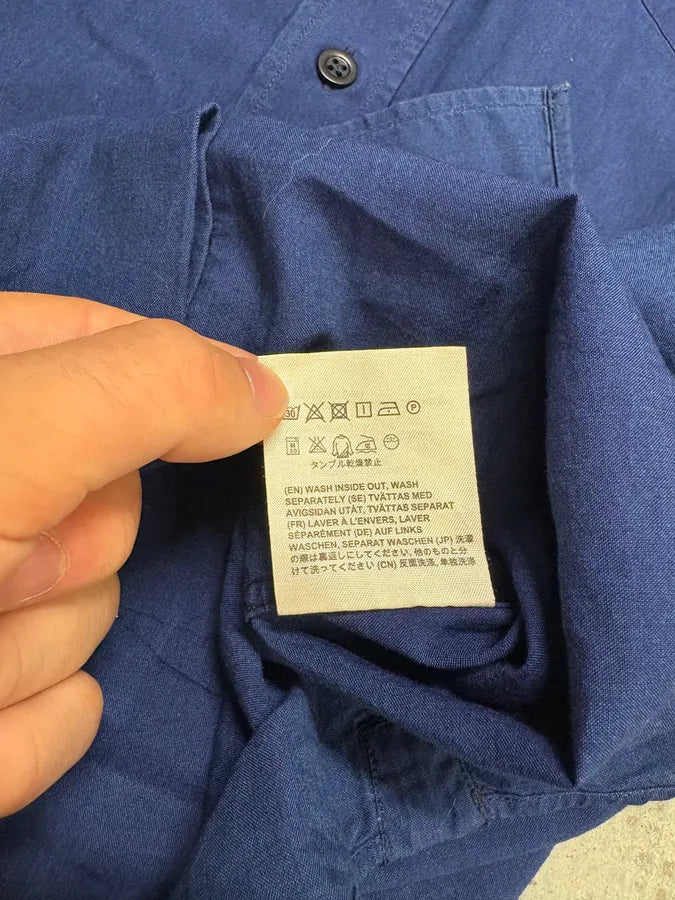 30 P
タンブル乾燥禁止
(EN) WASH INSIDE OUT, WASH
SEPARATELY (SE) TVÄTTAS MED
AVIGSIDAN UTÅT, TVÄTTAS SEPARAT
(FR) LAVER À L'ENVERS, LAVER
SÉPARÉMENT (DE) AUF LINKS
WASCHEN, SEPARAT WASCHEN (JP) 洗濯
の際は裏返しにしてください, 他のものと分
けて洗ってください (CN) 反面洗涤, 单独洗涤